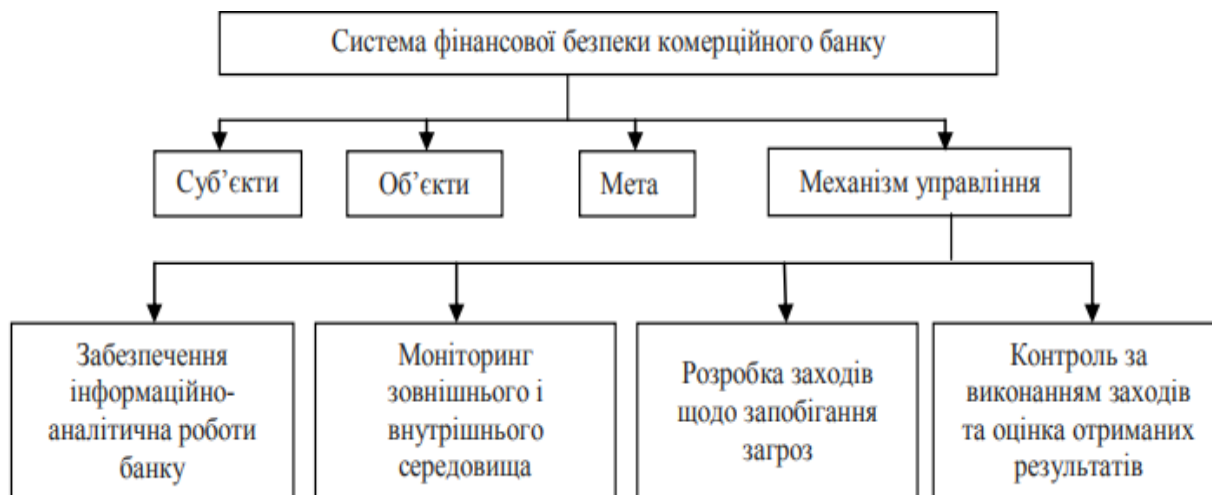 Система фінансової безпеки комерційного банку
Суб’єкти
Об’єкти
Мета
Механізм управління
Забезпечення
інформаційно-
аналітична роботи
банку
Моніторинг
зовнішнього і
внутрішнього
середовища
Розробка заходів
щодо запобігання
загроз
Контроль за
виконанням заходів
та оцінка отриманих
результатів